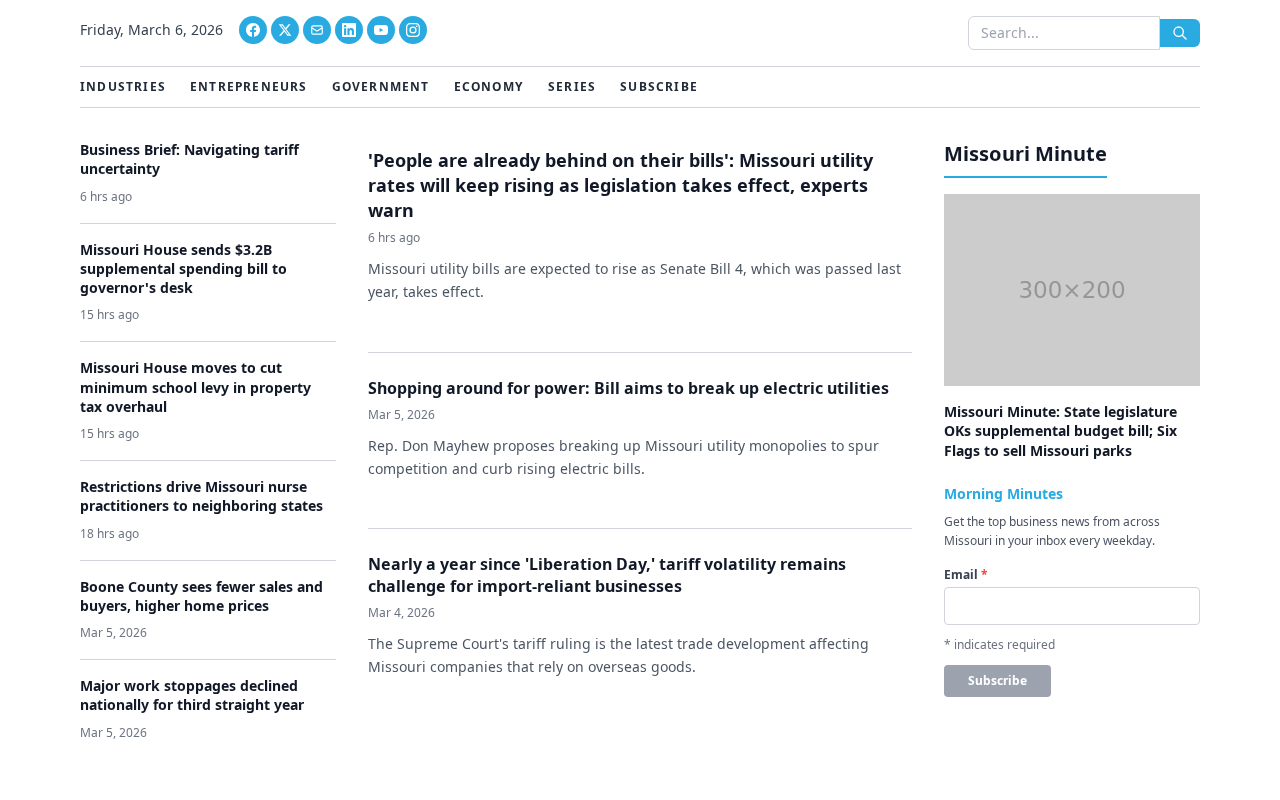 Friday, March 6, 2026
Search...
INDUSTRIES ENTREPRENEURS GOVERNMENT ECONOMY SERIES SUBSCRIBE
Business Brief: Navigating tariff
uncertainty
6 hrs ago
Missouri House sends $3.2B
supplemental spending bill to
governor's desk
15 hrs ago
Missouri House moves to cut
minimum school levy in property
tax overhaul
15 hrs ago
Restrictions drive Missouri nurse
practitioners to neighboring states
18 hrs ago
Boone County sees fewer sales and
buyers, higher home prices
Mar 5, 2026
Major work stoppages declined
nationally for third straight year
Mar 5, 2026
'People are already behind on their bills': Missouri utility
rates will keep rising as legislation takes effect, experts
warn
6 hrs ago
Missouri utility bills are expected to rise as Senate Bill 4, which was passed last
year, takes effect.
Shopping around for power: Bill aims to break up electric utilities
Mar 5, 2026
Rep. Don Mayhew proposes breaking up Missouri utility monopolies to spur
competition and curb rising electric bills.
Nearly a year since 'Liberation Day,' tariff volatility remains
challenge for import-reliant businesses
Mar 4, 2026
The Supreme Court's tariff ruling is the latest trade development affecting
Missouri companies that rely on overseas goods.
Missouri Minute
300×200
Missouri Minute: State legislature
OKs supplemental budget bill; Six
Flags to sell Missouri parks
Morning Minutes
Get the top business news from across
Missouri in your inbox every weekday.
Email *
* indicates required
Subscribe